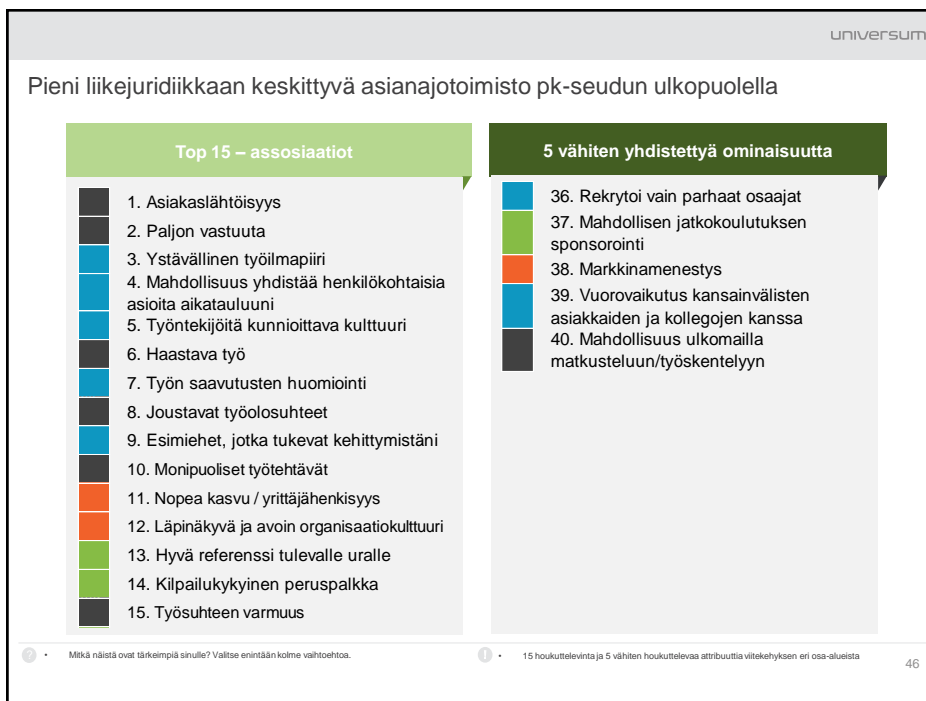 universum
Pieni liikejuridiikkaan keskittyvä asianajotoimisto pk-seudun ulkopuolella
Top 15 – assosiaatiot
1. Asiakaslähtöisyys
2. Paljon vastuuta
3. Ystävällinen työilmapiiri
4. Mahdollisuus yhdistää henkilökohtaisia
asioita aikatauluuni
5. Työntekijöitä kunnioittava kulttuuri
6. Haastava työ
7. Työn saavutusten huomiointi
8. Joustavat työolosuhteet
9. Esimiehet, jotka tukevat kehittymistäni
10. Monipuoliset työtehtävät
11. Nopea kasvu / yrittäjähenkisyys
12. Läpinäkyvä ja avoin organisaatiokulttuuri
13. Hyvä referenssi tulevalle uralle
14. Kilpailukykyinen peruspalkka
15. Työsuhteen varmuus
5 vähiten yhdistettyä ominaisuutta
36. Rekrytoi vain parhaat osaajat
37. Mahdollisen jatkokoulutuksen
sponsorointi
38. Markkinamenestys
39. Vuorovaikutus kansainvälisten
asiakkaiden ja kollegojen kanssa
40. Mahdollisuus ulkomailla
matkusteluun/työskentelyyn
? • Mitkä näistä ovat tärkeimpiä sinulle? Valitse enintään kolme vaihtoehtoa.
! • 15 houkuttelevinta ja 5 vähiten houkuttelevaa attribuuttia viitekehyksen eri osa-alueista
46